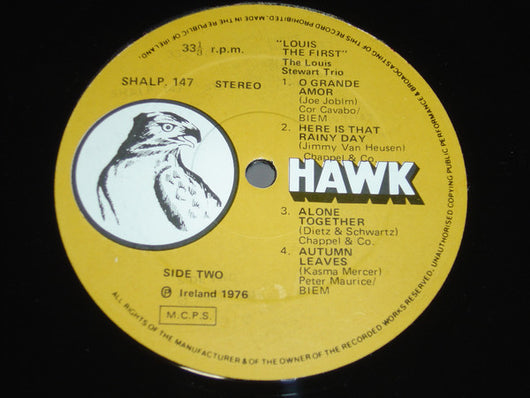 ALL RIGHTS OF THE MANUFACTURER & OF THE OWNER OF THE RECORDED WORKS RESERVED. UNAUTHORISED COPYING PUBLIC PERFORMANCE & BROADCASTING OF THIS RECORD PROHIBITED. MADE IN THE REPUBLIC OF IRELAND.
33⅓ r.p.m.
SHALP. 147 STEREO
"LOUIS
THE FIRST"
The Louis
Stewart Trio
1. O GRANDE
AMOR
(Joe Joblm)
Cor Cavabo/
BIEM
2. HERE IS THAT
RAINY DAY
(Jimmy Van Heusen)
Chappel & Co.
HAWK
3. ALONE
TOGETHER
(Dietz & Schwartz)
Chappel & Co.
4. AUTUMN
LEAVES
(Kasma Mercer)
Peter Maurice/
BIEM
SIDE TWO
℗ Ireland 1976
M.C.P.S.